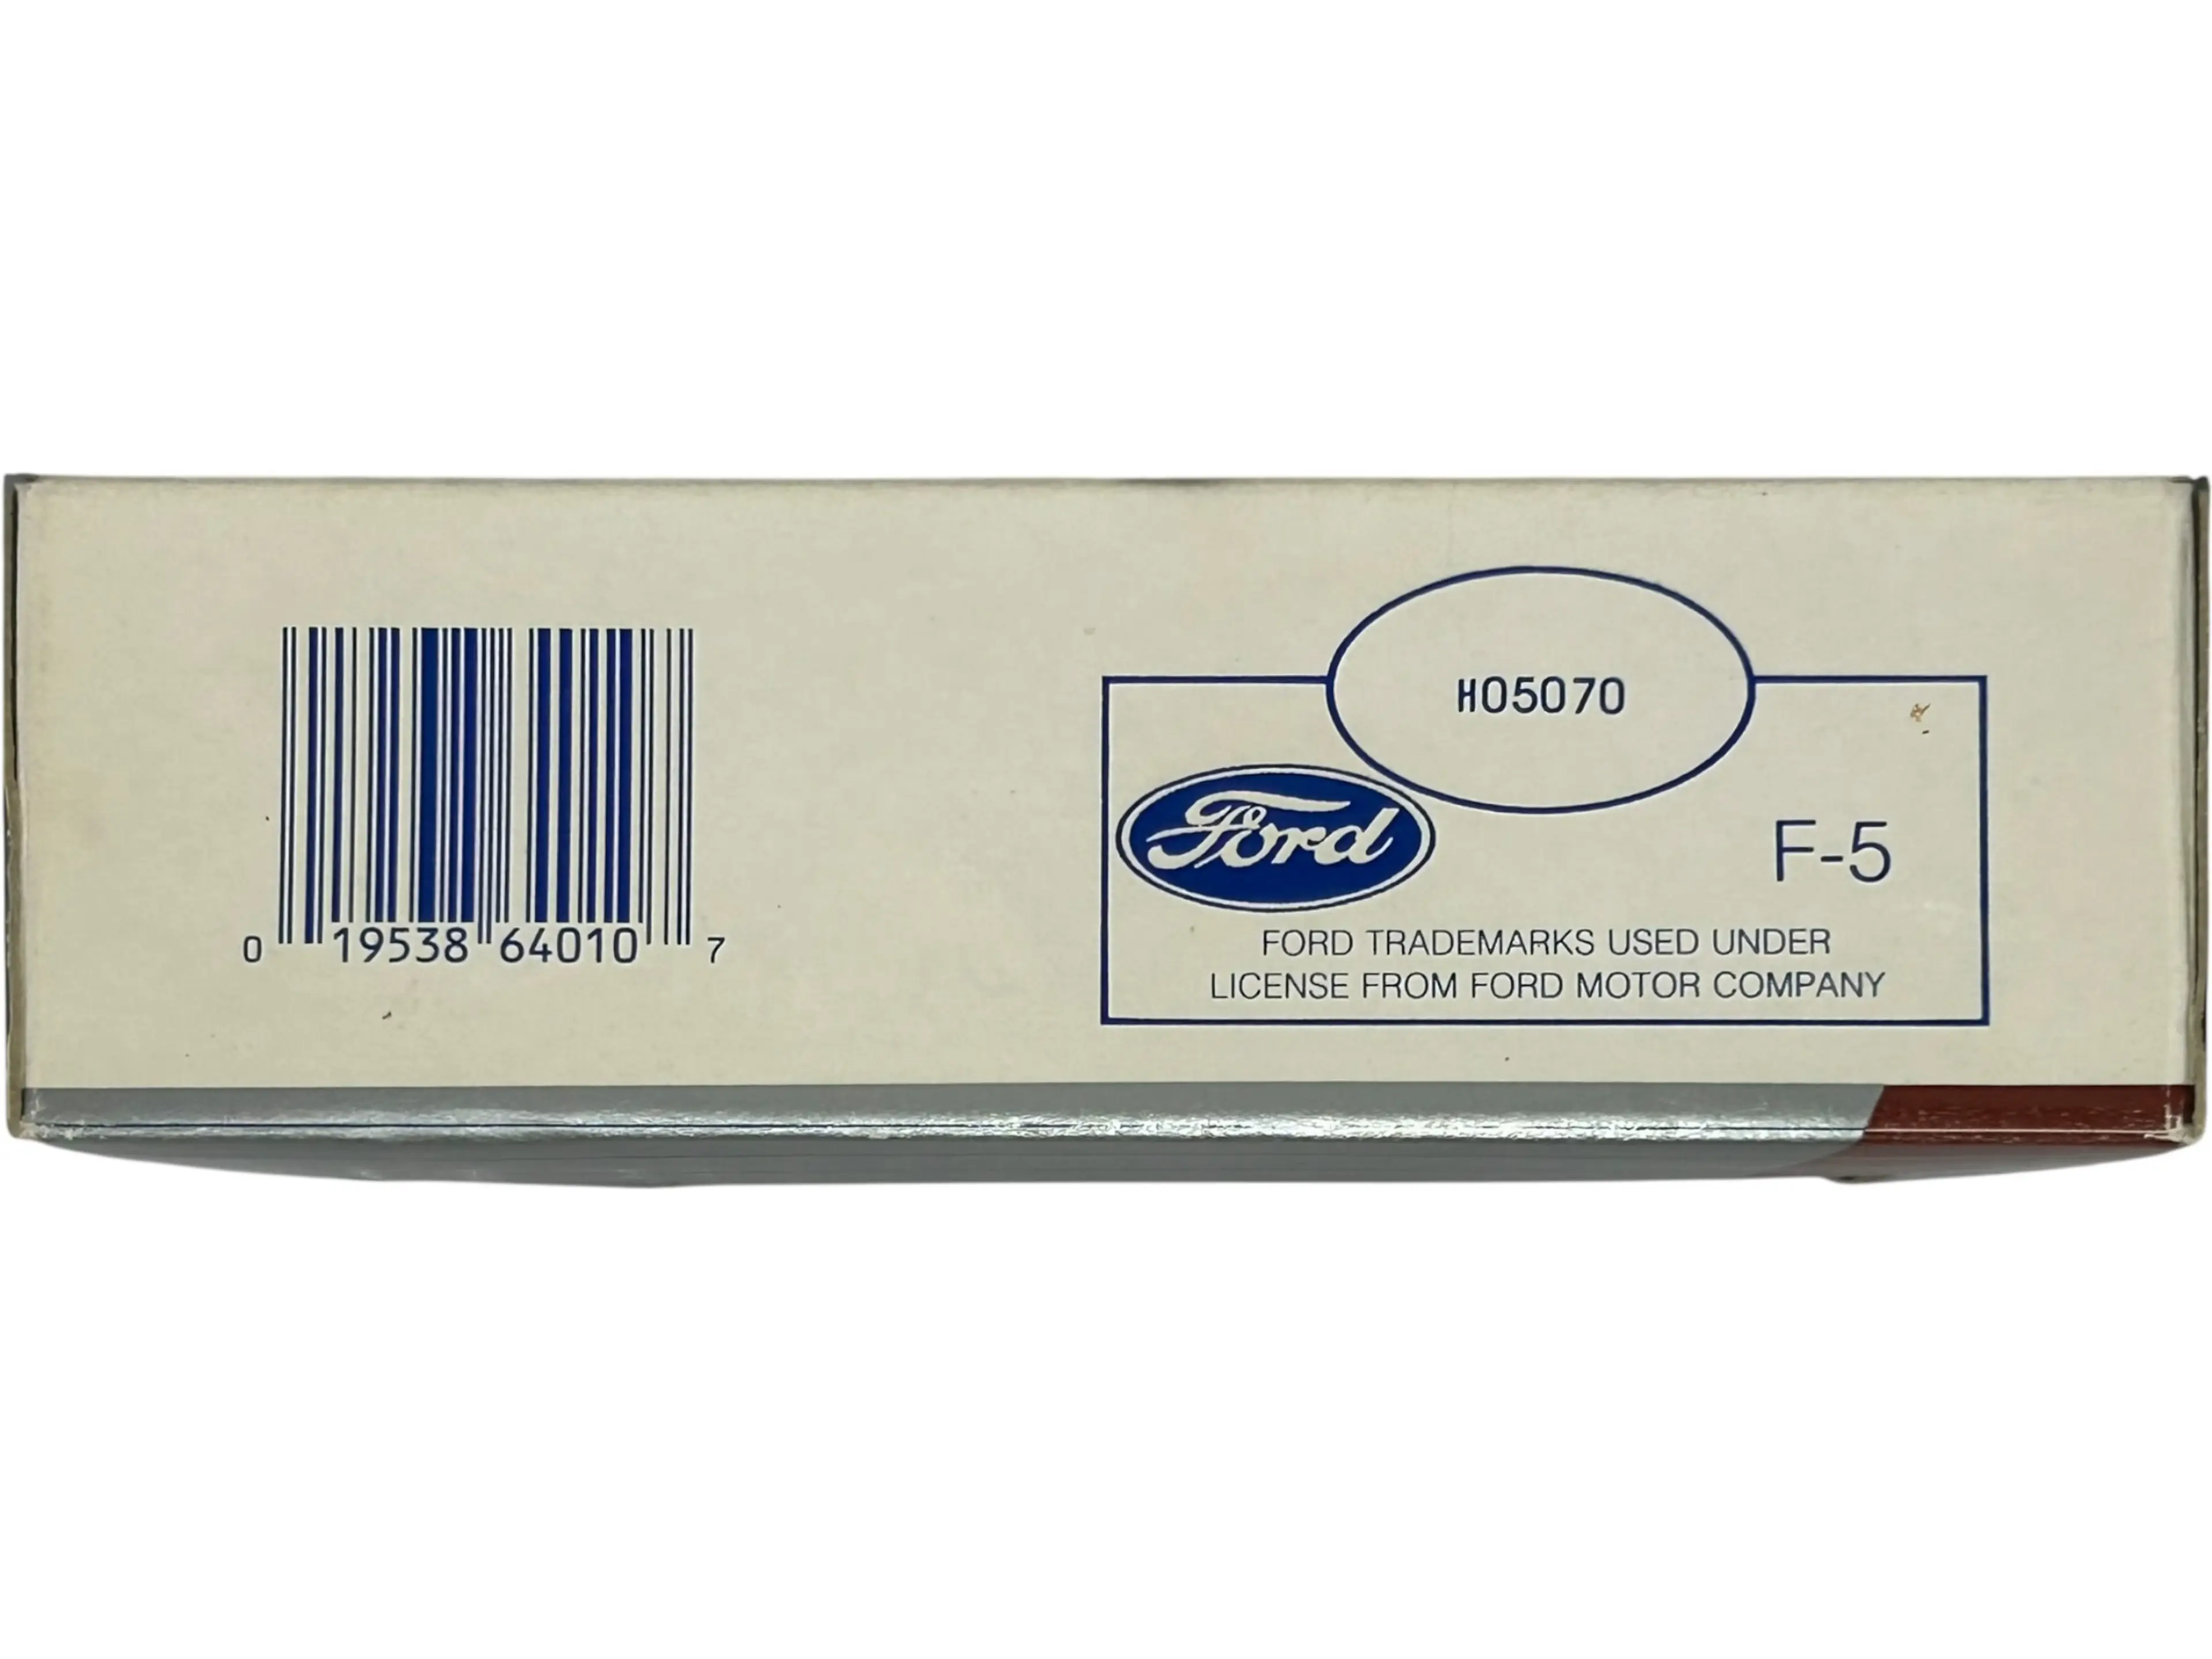 0 19538 64010 7
H05070
Ford
F-5
FORD TRADEMARKS USED UNDER
LICENSE FROM FORD MOTOR COMPANY